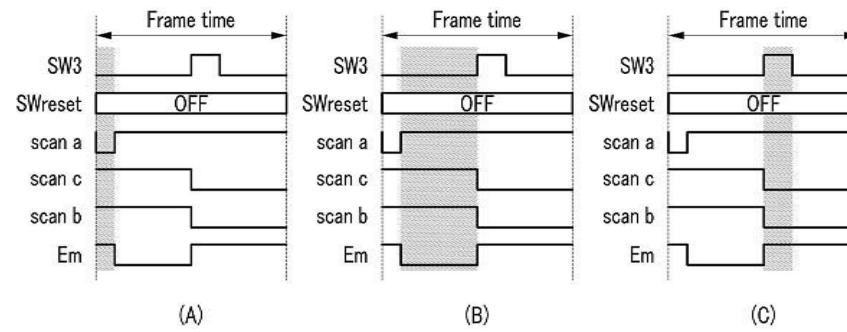 Frame time
SW3
SWreset OFF
scan a
scan c
scan b
Em
(A)
Frame time
SW3
SWreset OFF
scan a
scan c
scan b
Em
(B)
Frame time
SW3
SWreset OFF
scan a
scan c
scan b
Em
(C)